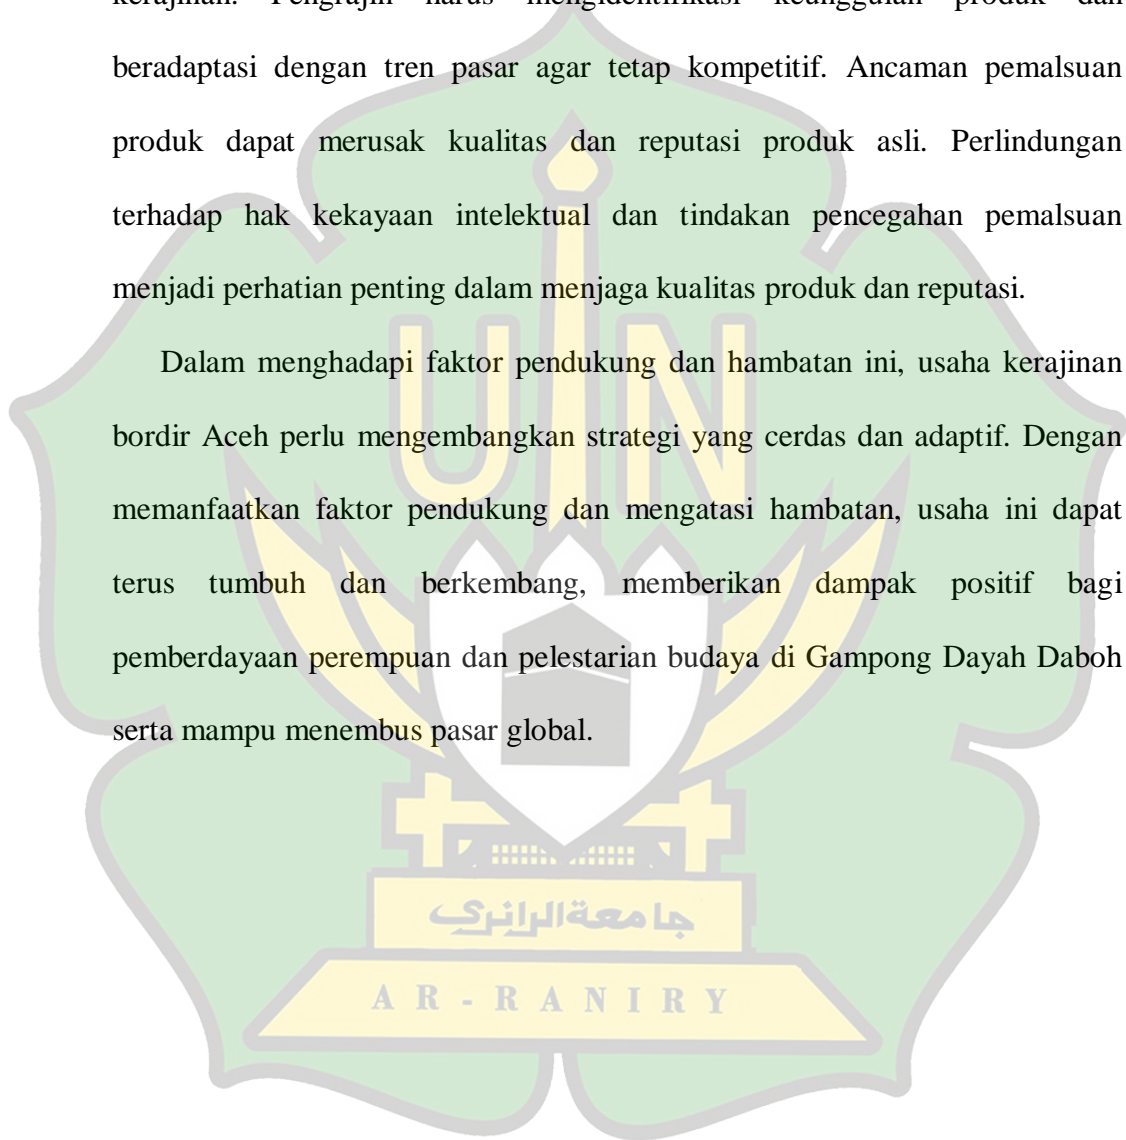 kerajinan. Pengrajin harus mengidentifikasi keunggulan produk dan
beradaptasi dengan tren pasar agar tetap kompetitif. Ancaman pemalsuan
produk dapat merusak kualitas dan reputasi produk asli. Perlindungan
terhadap hak kekayaan intelektual dan tindakan pencegahan pemalsuan
menjadi perhatian penting dalam menjaga kualitas produk dan reputasi.
Dalam menghadapi faktor pendukung dan hambatan ini, usaha kerajinan
bordir Aceh perlu mengembangkan strategi yang cerdas dan adaptif. Dengan
memanfaatkan faktor pendukung dan mengatasi hambatan, usaha ini dapat
terus tumbuh dan berkembang, memberikan dampak positif bagi
pemberdayaan perempuan dan pelestarian budaya di Gampong Dayah Daboh
serta mampu menembus pasar global.
UIN
جامعةالرانرك
AR-RANIRY